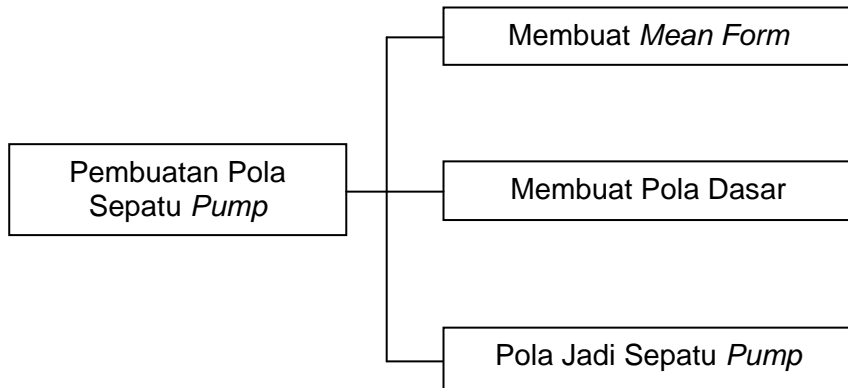 Membuat Mean Form
Pembuatan Pola
Sepatu Pump
Membuat Pola Dasar
Pola Jadi Sepatu Pump